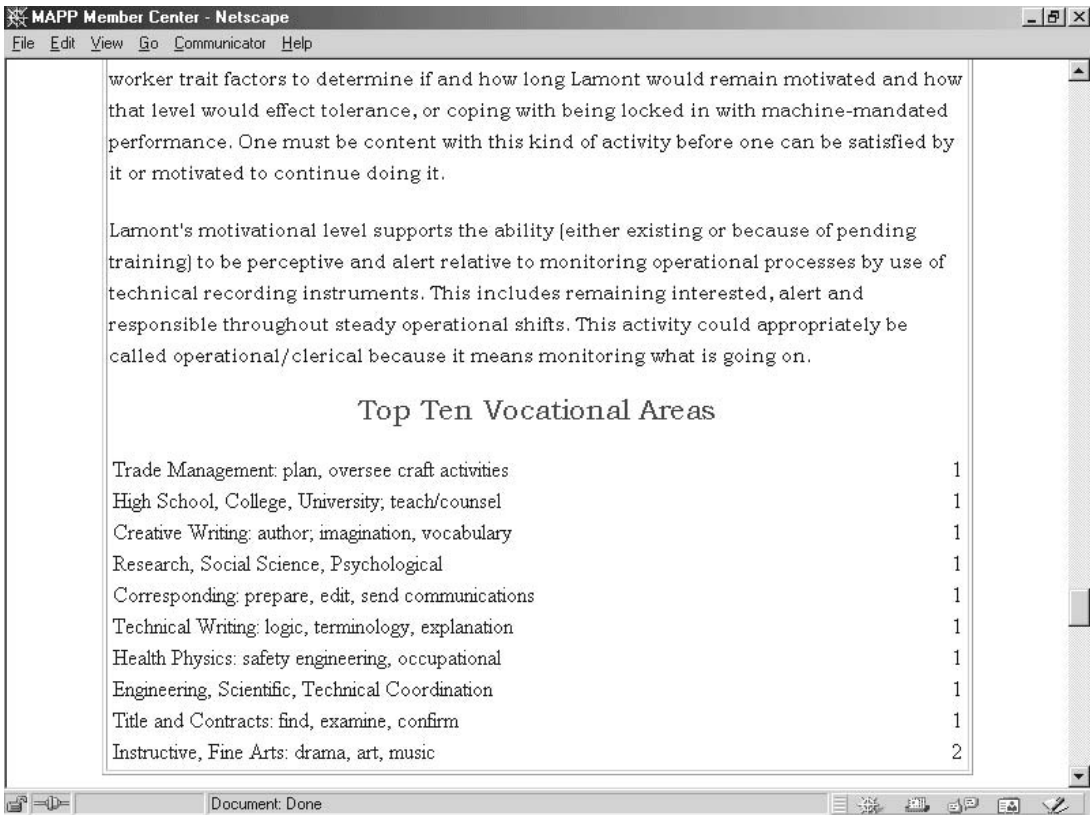 MAPP Member Center - Netscape
File Edit View Go Communicator Help
worker trait factors to determine if and how long Lamont would remain motivated and how
that level would effect tolerance, or coping with being locked in with machine-mandated
performance. One must be content with this kind of activity before one can be satisfied by
it or motivated to continue doing it.
Lamont's motivational level supports the ability (either existing or because of pending
training) to be perceptive and alert relative to monitoring operational processes by use of
technical recording instruments. This includes remaining interested, alert and
responsible throughout steady operational shifts. This activity could appropriately be
called operational/clerical because it means monitoring what is going on.
Top Ten Vocational Areas
Trade Management: plan, oversee craft activities 1
High School, College, University; teach/counsel 1
Creative Writing: author; imagination, vocabulary 1
Research, Social Science, Psychological 1
Corresponding: prepare, edit, send communications 1
Technical Writing: logic, terminology, explanation 1
Health Physics: safety engineering, occupational 1
Engineering, Scientific, Technical Coordination 1
Title and Contracts: find, examine, confirm 1
Instructive, Fine Arts: drama, art, music 2
Document: Done